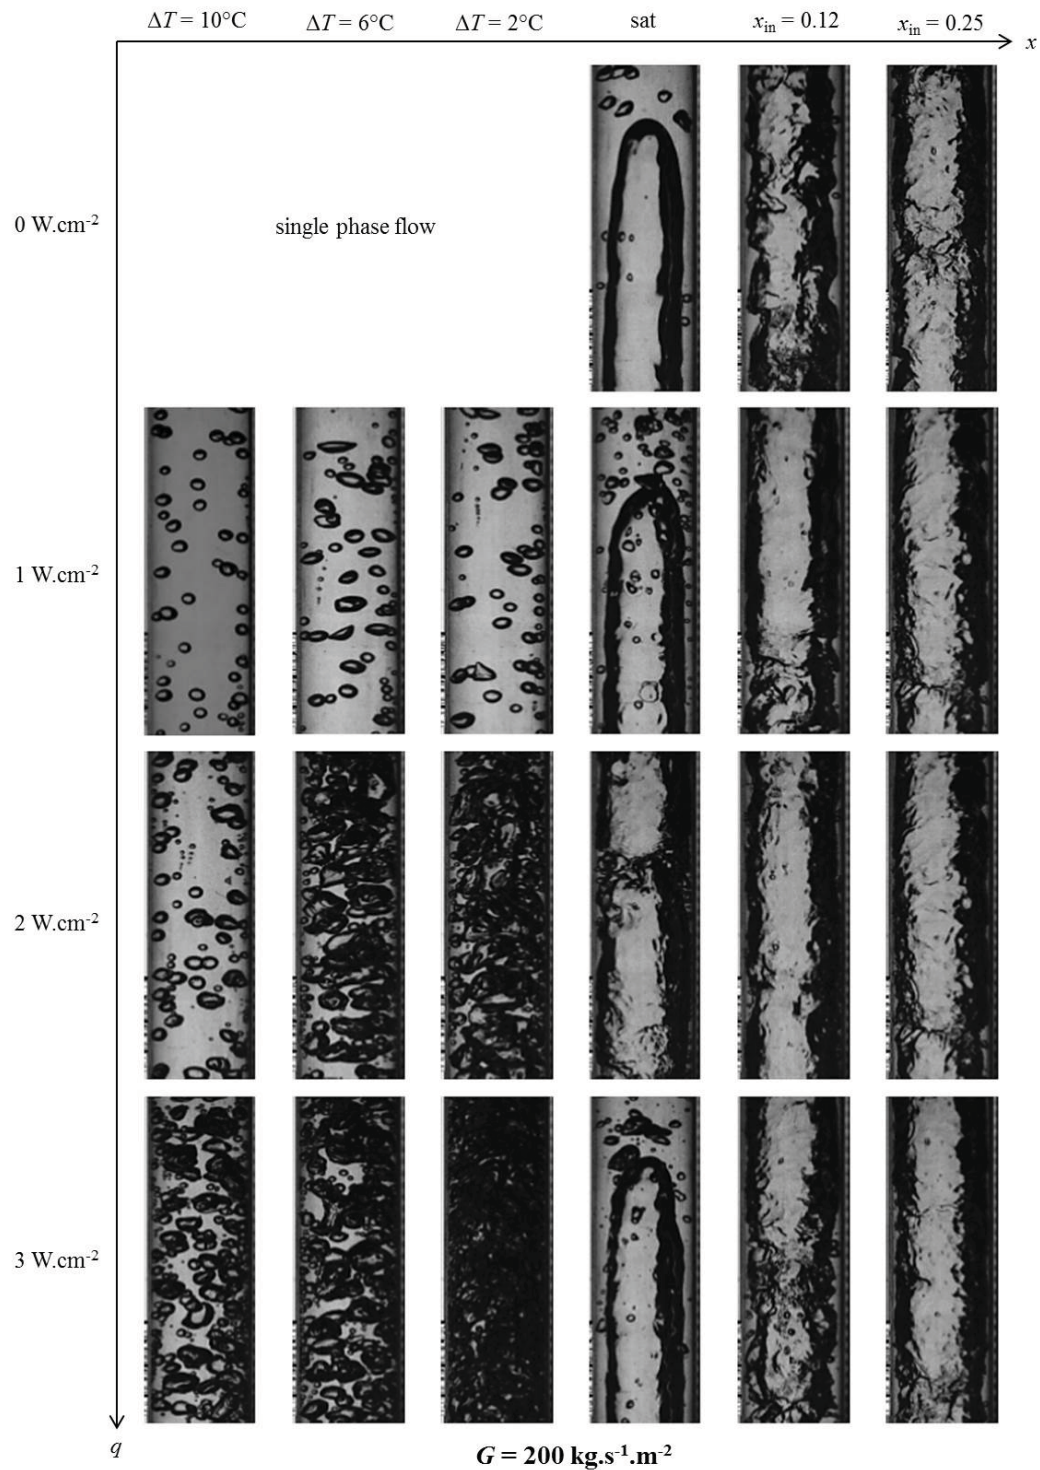 ΔT = 10°C ΔT = 6°C ΔT = 2°C sat x_in = 0.12 x_in = 0.25
x
0 W.cm⁻²
single phase flow
1 W.cm⁻²
2 W.cm⁻²
3 W.cm⁻²
q
G = 200 kg.s⁻¹.m⁻²